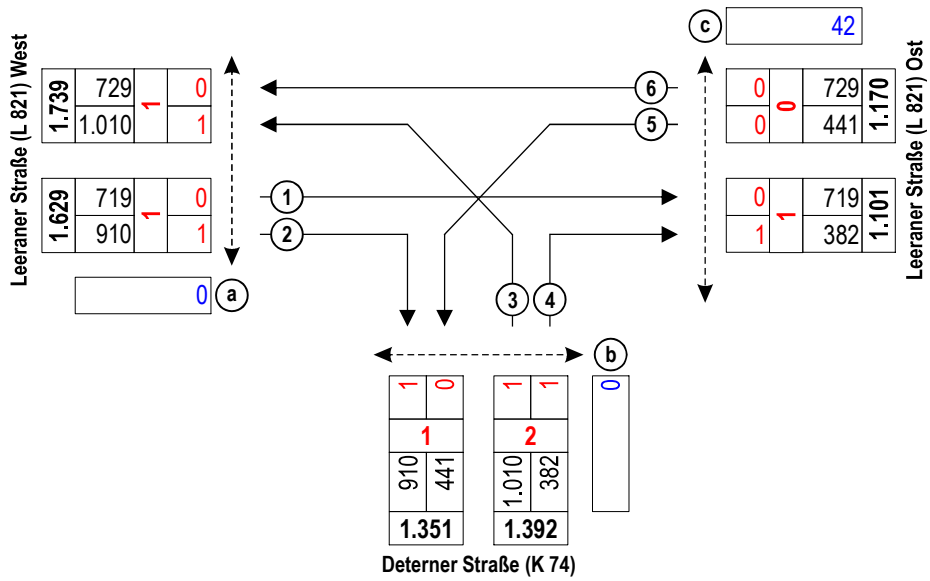 c 42
Leeraner Straße (L 821) West
1.739 729 1 0
1.010 1
6
5
0 0 729 1.170
0 441
Leeraner Straße (L 821) Ost
1.629 719 1 0
910 1
1
2
0 1 719 1.101
1 382
0 a
3 4
b
1 0 1 1 0
1 2
910 441 1.010 382
1.351 1.392
Deterner Straße (K 74)